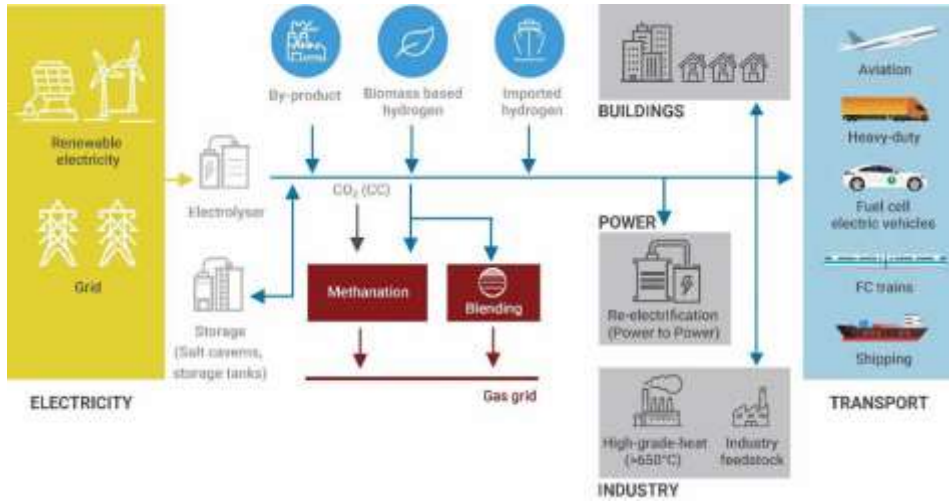 Renewable
electricity
Grid
ELECTRICITY
Electrolyser
Storage
(Salt caverns,
storage tanks)
By-product
Biomass based
hydrogen
Imported
hydrogen
CO₂ (CC)
Methanation
Blending
Gas grid
BUILDINGS
POWER
Re-electrification
(Power to Power)
High-grade-heat
(>650°C)
Industry
feedstock
INDUSTRY
Aviation
Heavy-duty
Fuel cell
electric vehicles
FC trains
Shipping
TRANSPORT